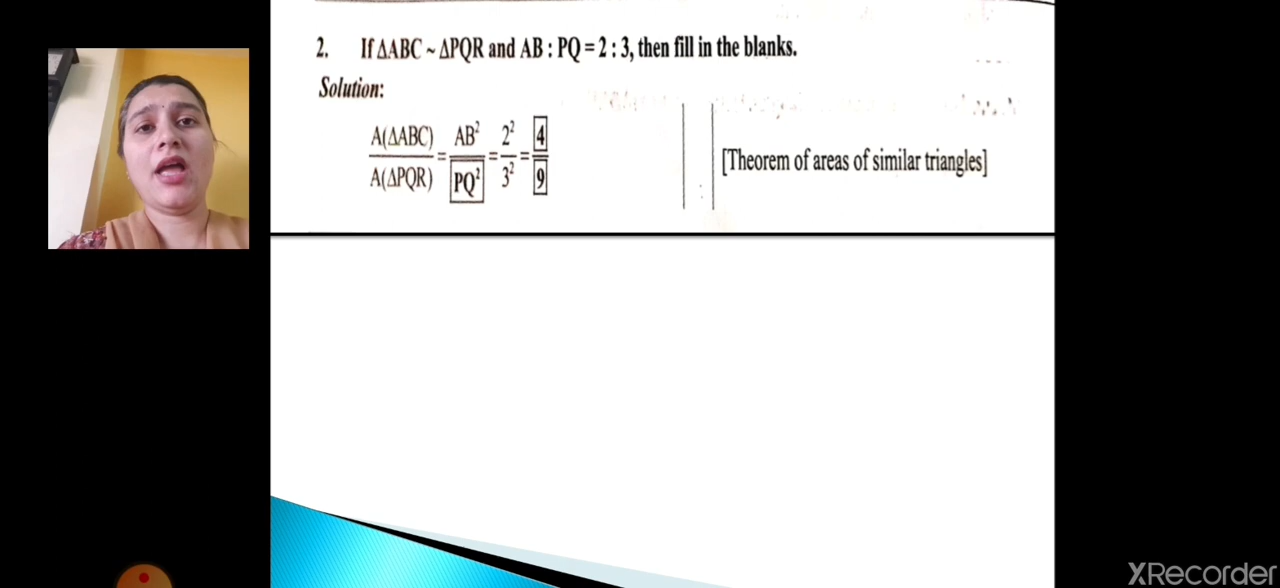 2. If ΔABC ~ ΔPQR and AB : PQ = 2 : 3, then fill in the blanks.
Solution:
A(ΔABC)/A(ΔPQR) = AB²/PQ² = 2²/3² = 4/9 [Theorem of areas of similar triangles]
XRecorder